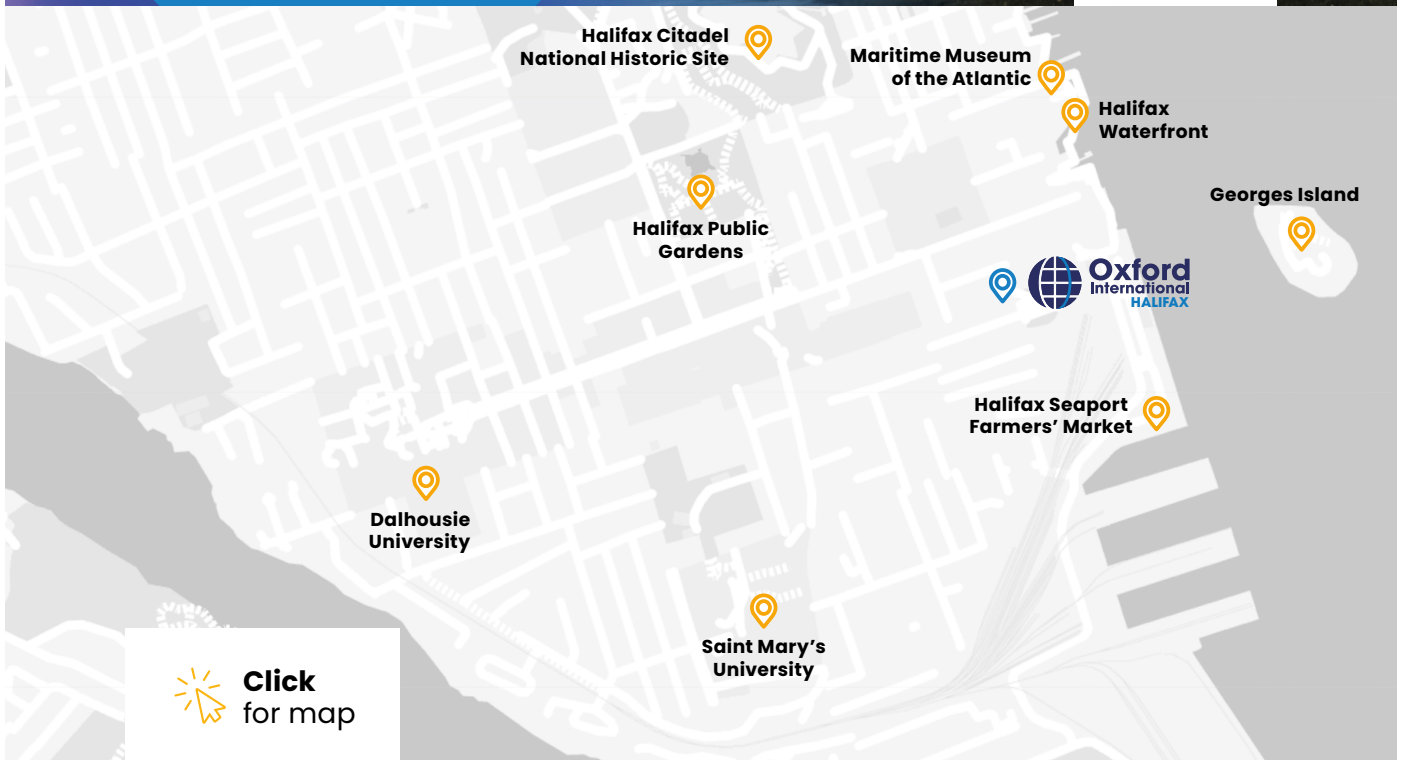 Halifax Citadel
National Historic Site
Maritime Museum
of the Atlantic
Halifax
Waterfront
Georges Island
Halifax Public
Gardens
Oxford
International
HALIFAX
Halifax Seaport
Farmers’ Market
Dalhousie
University
Saint Mary’s
University
Click
for map